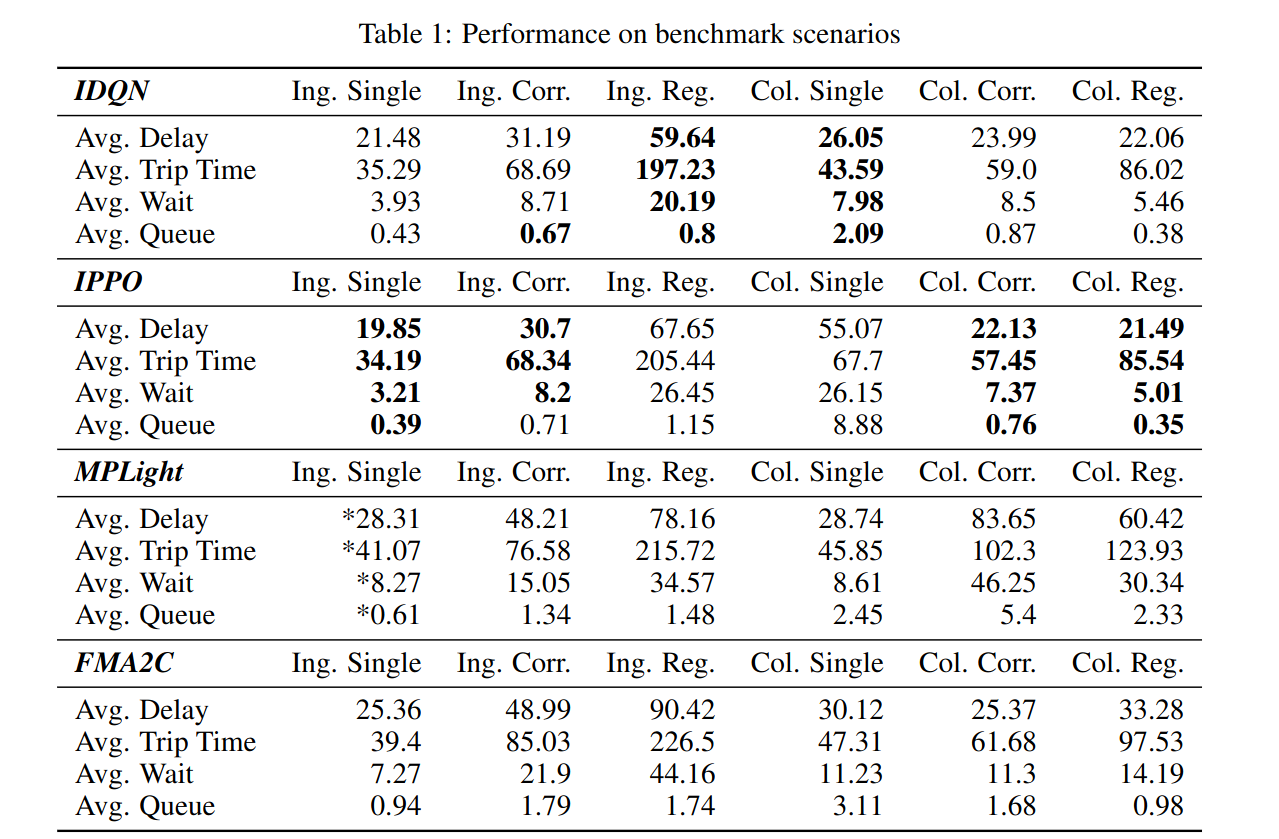 Table 1: Performance on benchmark scenarios
IDQN Ing. Single Ing. Corr. Ing. Reg. Col. Single Col. Corr. Col. Reg.
Avg. Delay 21.48 31.19 59.64 26.05 23.99 22.06
Avg. Trip Time 35.29 68.69 197.23 43.59 59.0 86.02
Avg. Wait 3.93 8.71 20.19 7.98 8.5 5.46
Avg. Queue 0.43 0.67 0.8 2.09 0.87 0.38
IPPO Ing. Single Ing. Corr. Ing. Reg. Col. Single Col. Corr. Col. Reg.
Avg. Delay 19.85 30.7 67.65 55.07 22.13 21.49
Avg. Trip Time 34.19 68.34 205.44 67.7 57.45 85.54
Avg. Wait 3.21 8.2 26.45 26.15 7.37 5.01
Avg. Queue 0.39 0.71 1.15 8.88 0.76 0.35
MPLight Ing. Single Ing. Corr. Ing. Reg. Col. Single Col. Corr. Col. Reg.
Avg. Delay *28.31 48.21 78.16 28.74 83.65 60.42
Avg. Trip Time *41.07 76.58 215.72 45.85 102.3 123.93
Avg. Wait *8.27 15.05 34.57 8.61 46.25 30.34
Avg. Queue *0.61 1.34 1.48 2.45 5.4 2.33
FMA2C Ing. Single Ing. Corr. Ing. Reg. Col. Single Col. Corr. Col. Reg.
Avg. Delay 25.36 48.99 90.42 30.12 25.37 33.28
Avg. Trip Time 39.4 85.03 226.5 47.31 61.68 97.53
Avg. Wait 7.27 21.9 44.16 11.23 11.3 14.19
Avg. Queue 0.94 1.79 1.74 3.11 1.68 0.98